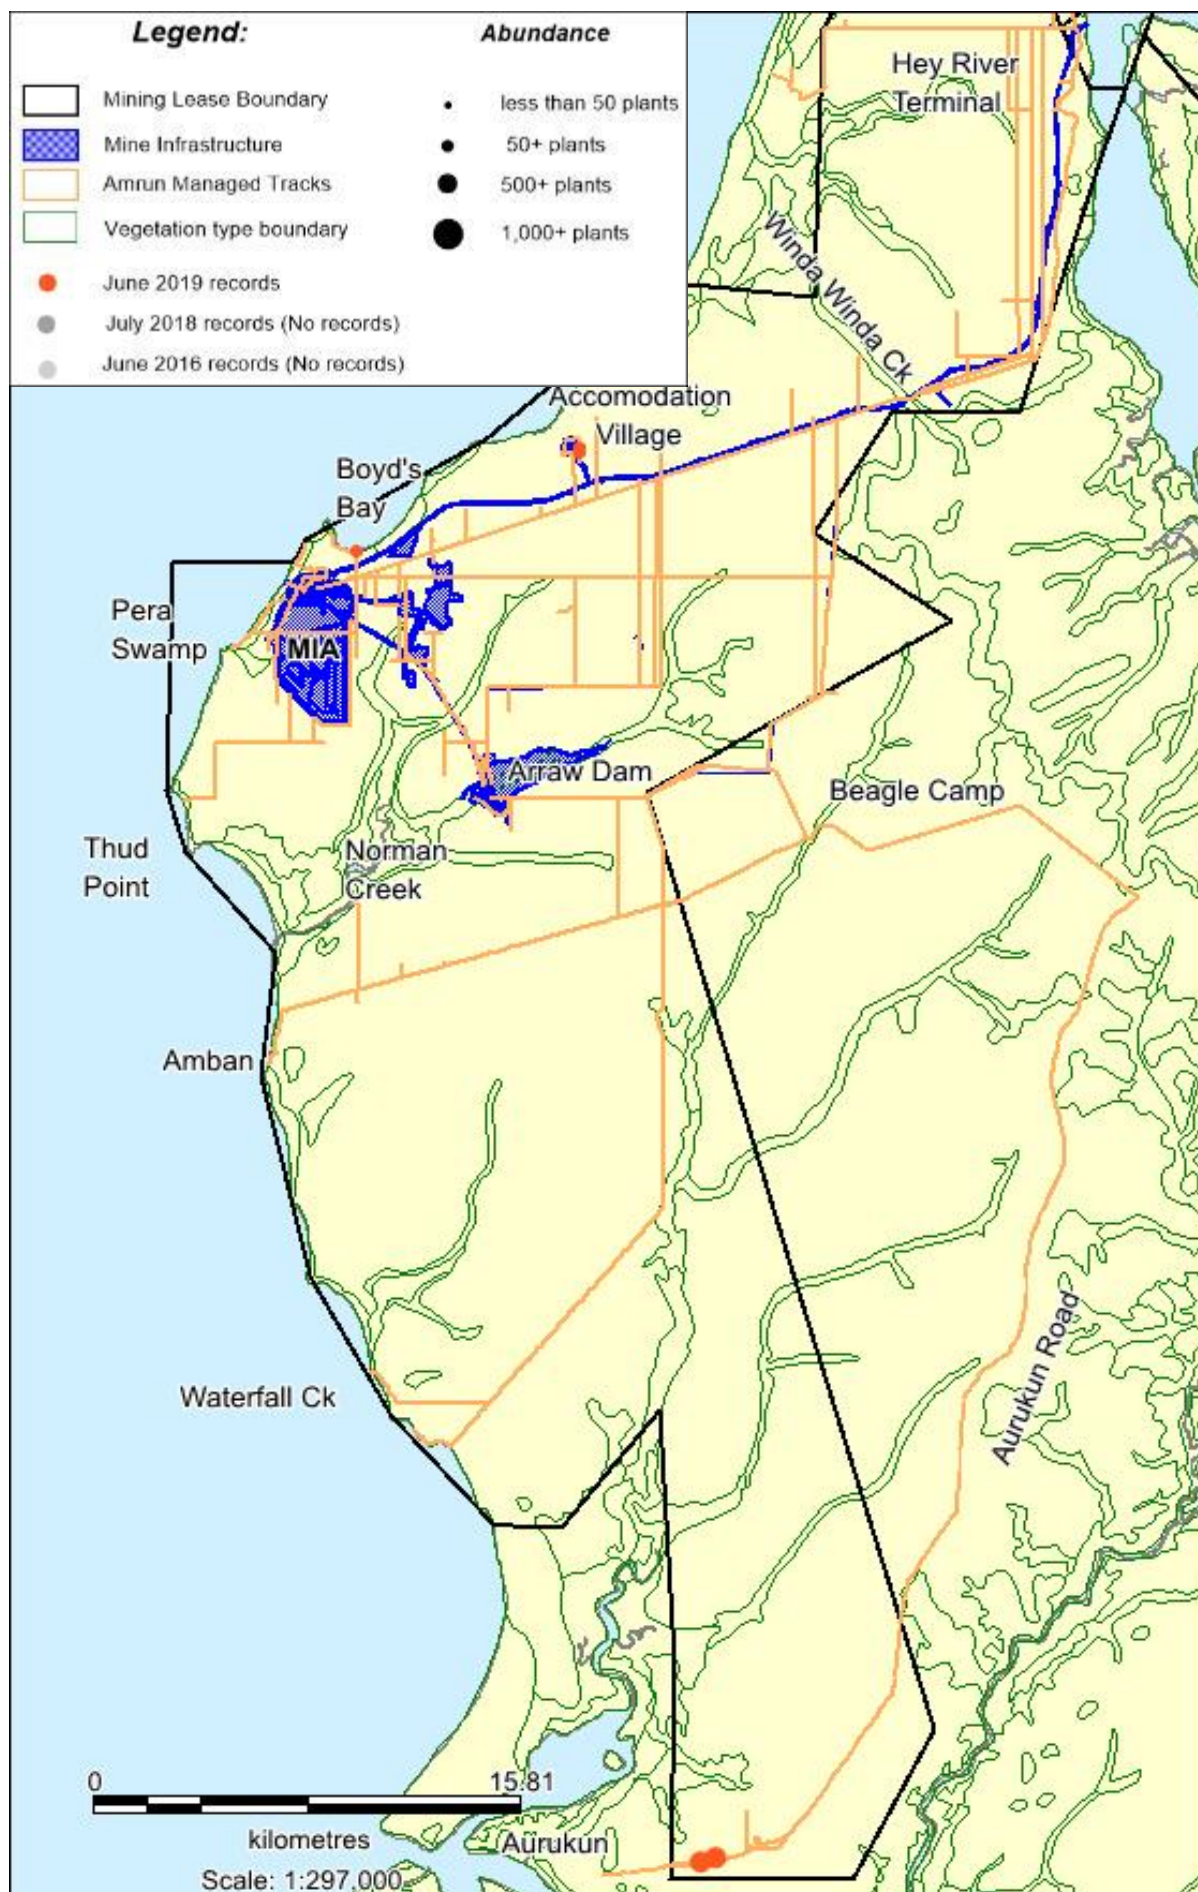 Legend:
Abundance
Mining Lease Boundary
less than 50 plants
Mine Infrastructure
50+ plants
Amrun Managed Tracks
500+ plants
Vegetation type boundary
1,000+ plants
June 2019 records
July 2018 records (No records)
June 2016 records (No records)
Hey River
Terminal
Winda Winda Ck
Accomodation
Village
Boyd's
Bay
Pera
Swamp
MIA
Arraw Dam
Beagle Camp
Thud
Point
Norman
Creek
Amban
Aurukun Road
Waterfall Ck
0
15.81
kilometres
Scale: 1:297,000
Aurukun